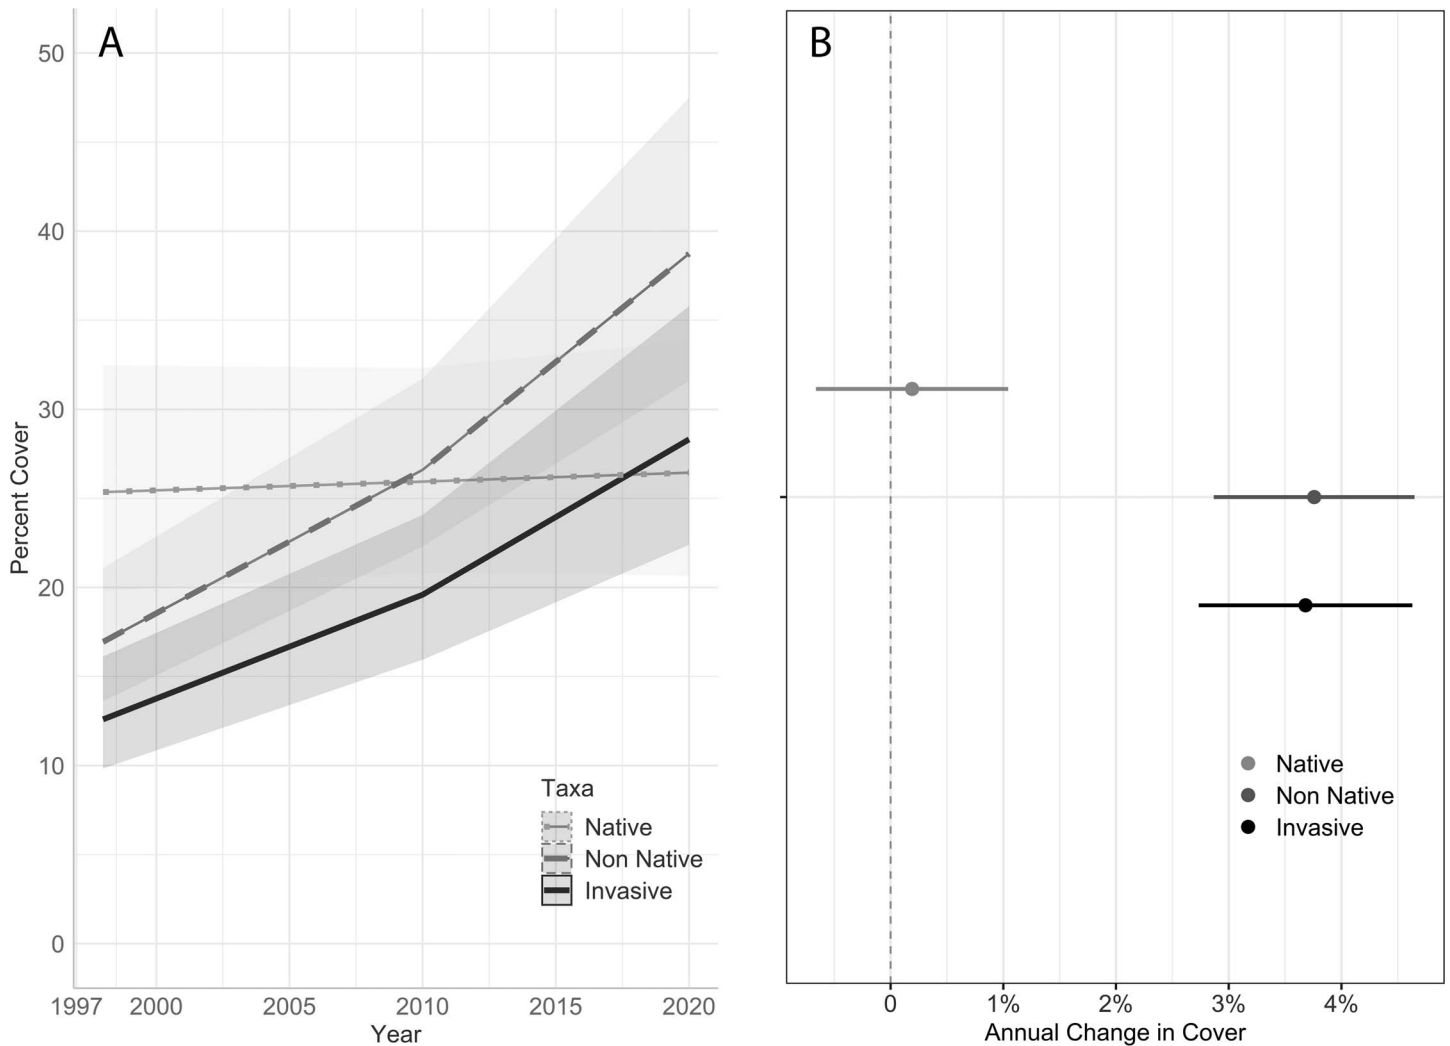 A
50
40
30
20
10
0
Percent Cover
1997 2000 2005 2010 2015 2020
Year
Taxa
Native
Non Native
Invasive
B
Native
Non Native
Invasive
0 1% 2% 3% 4%
Annual Change in Cover